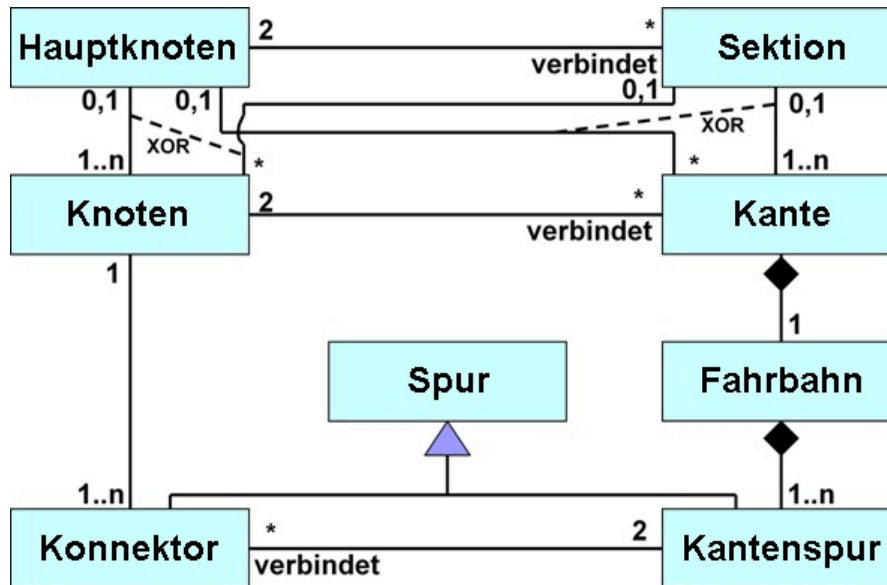 Hauptknoten
2
*
verbindet
Sektion
0,1
0,1
0,1
0,1
XOR
XOR
1..n
*
*
1..n
Knoten
2
*
verbindet
Kante
1
1
Spur
Fahrbahn
1..n
1..n
Konnektor
*
verbindet
2
Kantenspur